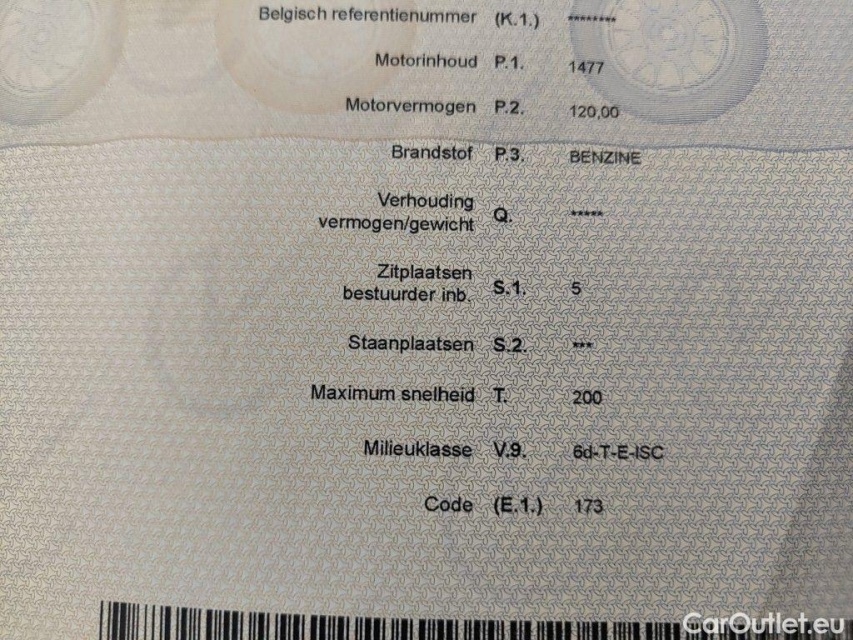 Belgisch referentienummer (K.1.) ********
Motorinhoud P.1. 1477
Motorvermogen P.2. 120,00
Brandstof P.3. BENZINE
Verhouding
vermogen/gewicht Q. *****
Zitplaatsen
bestuurder inb. S.1. 5
Staanplaatsen S.2. ***
Maximum snelheid T. 200
Milieuklasse V.9. 6d-T-E-ISC
Code (E.1.) 173
CarOutlet.eu